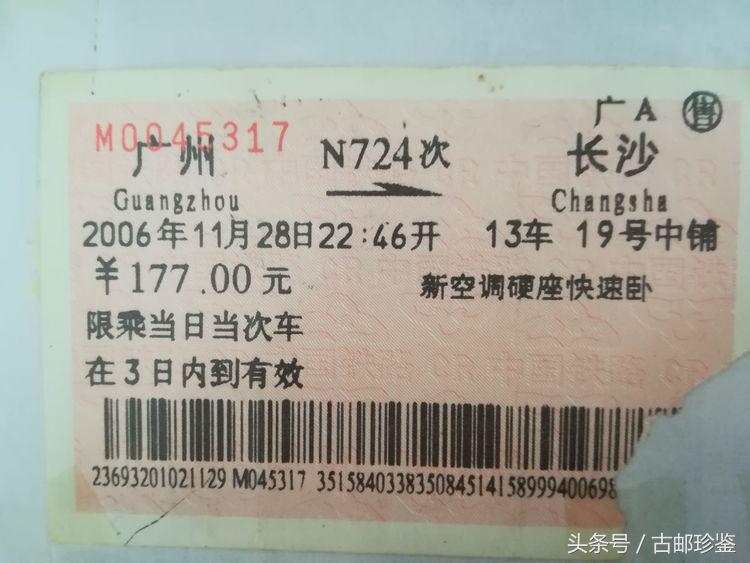 广 A 售
M0045317
广州 N724次 长沙
Guangzhou Changsha
2006年11月28日22:46开 13车 19号中铺
￥177.00元 新空调硬座快速卧
限乘当日当次车
在3日内到有效
23693201021129 M045317 351584033835084514158999400698
头条号 / 古邮珍鉴